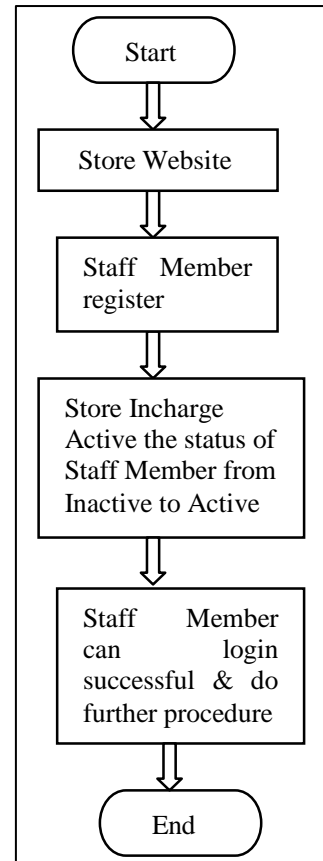 Start
Store Website
Staff Member
register
Store Incharge
Active the status of
Staff Member from
Inactive to Active
Staff Member
can login
successful & do
further procedure
End